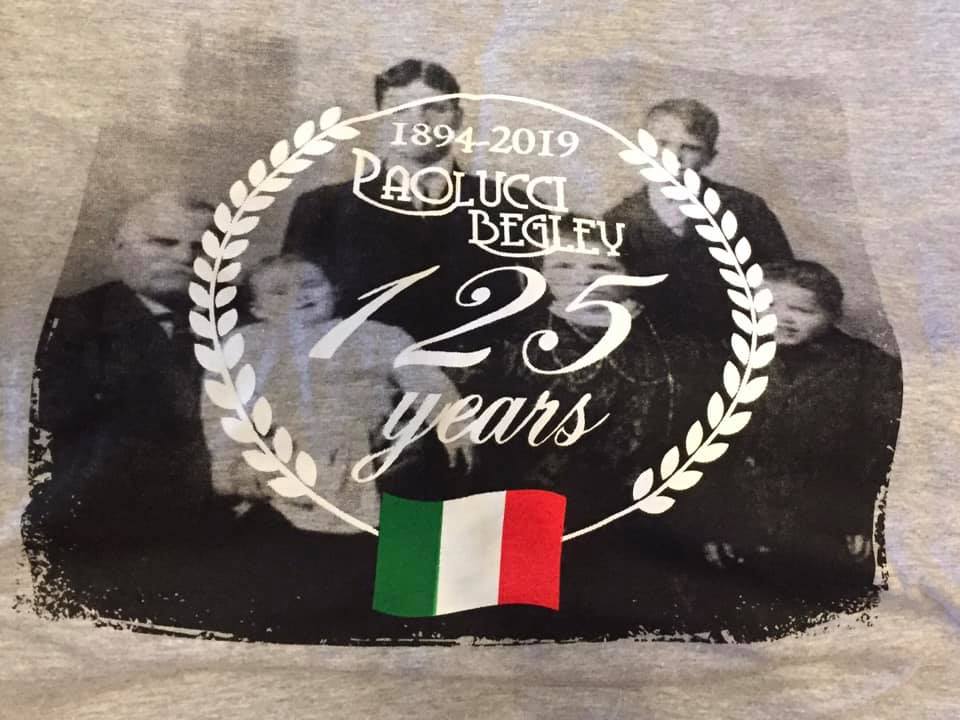 1894-2019
PAOLUCCI
BEGLEY
125
years